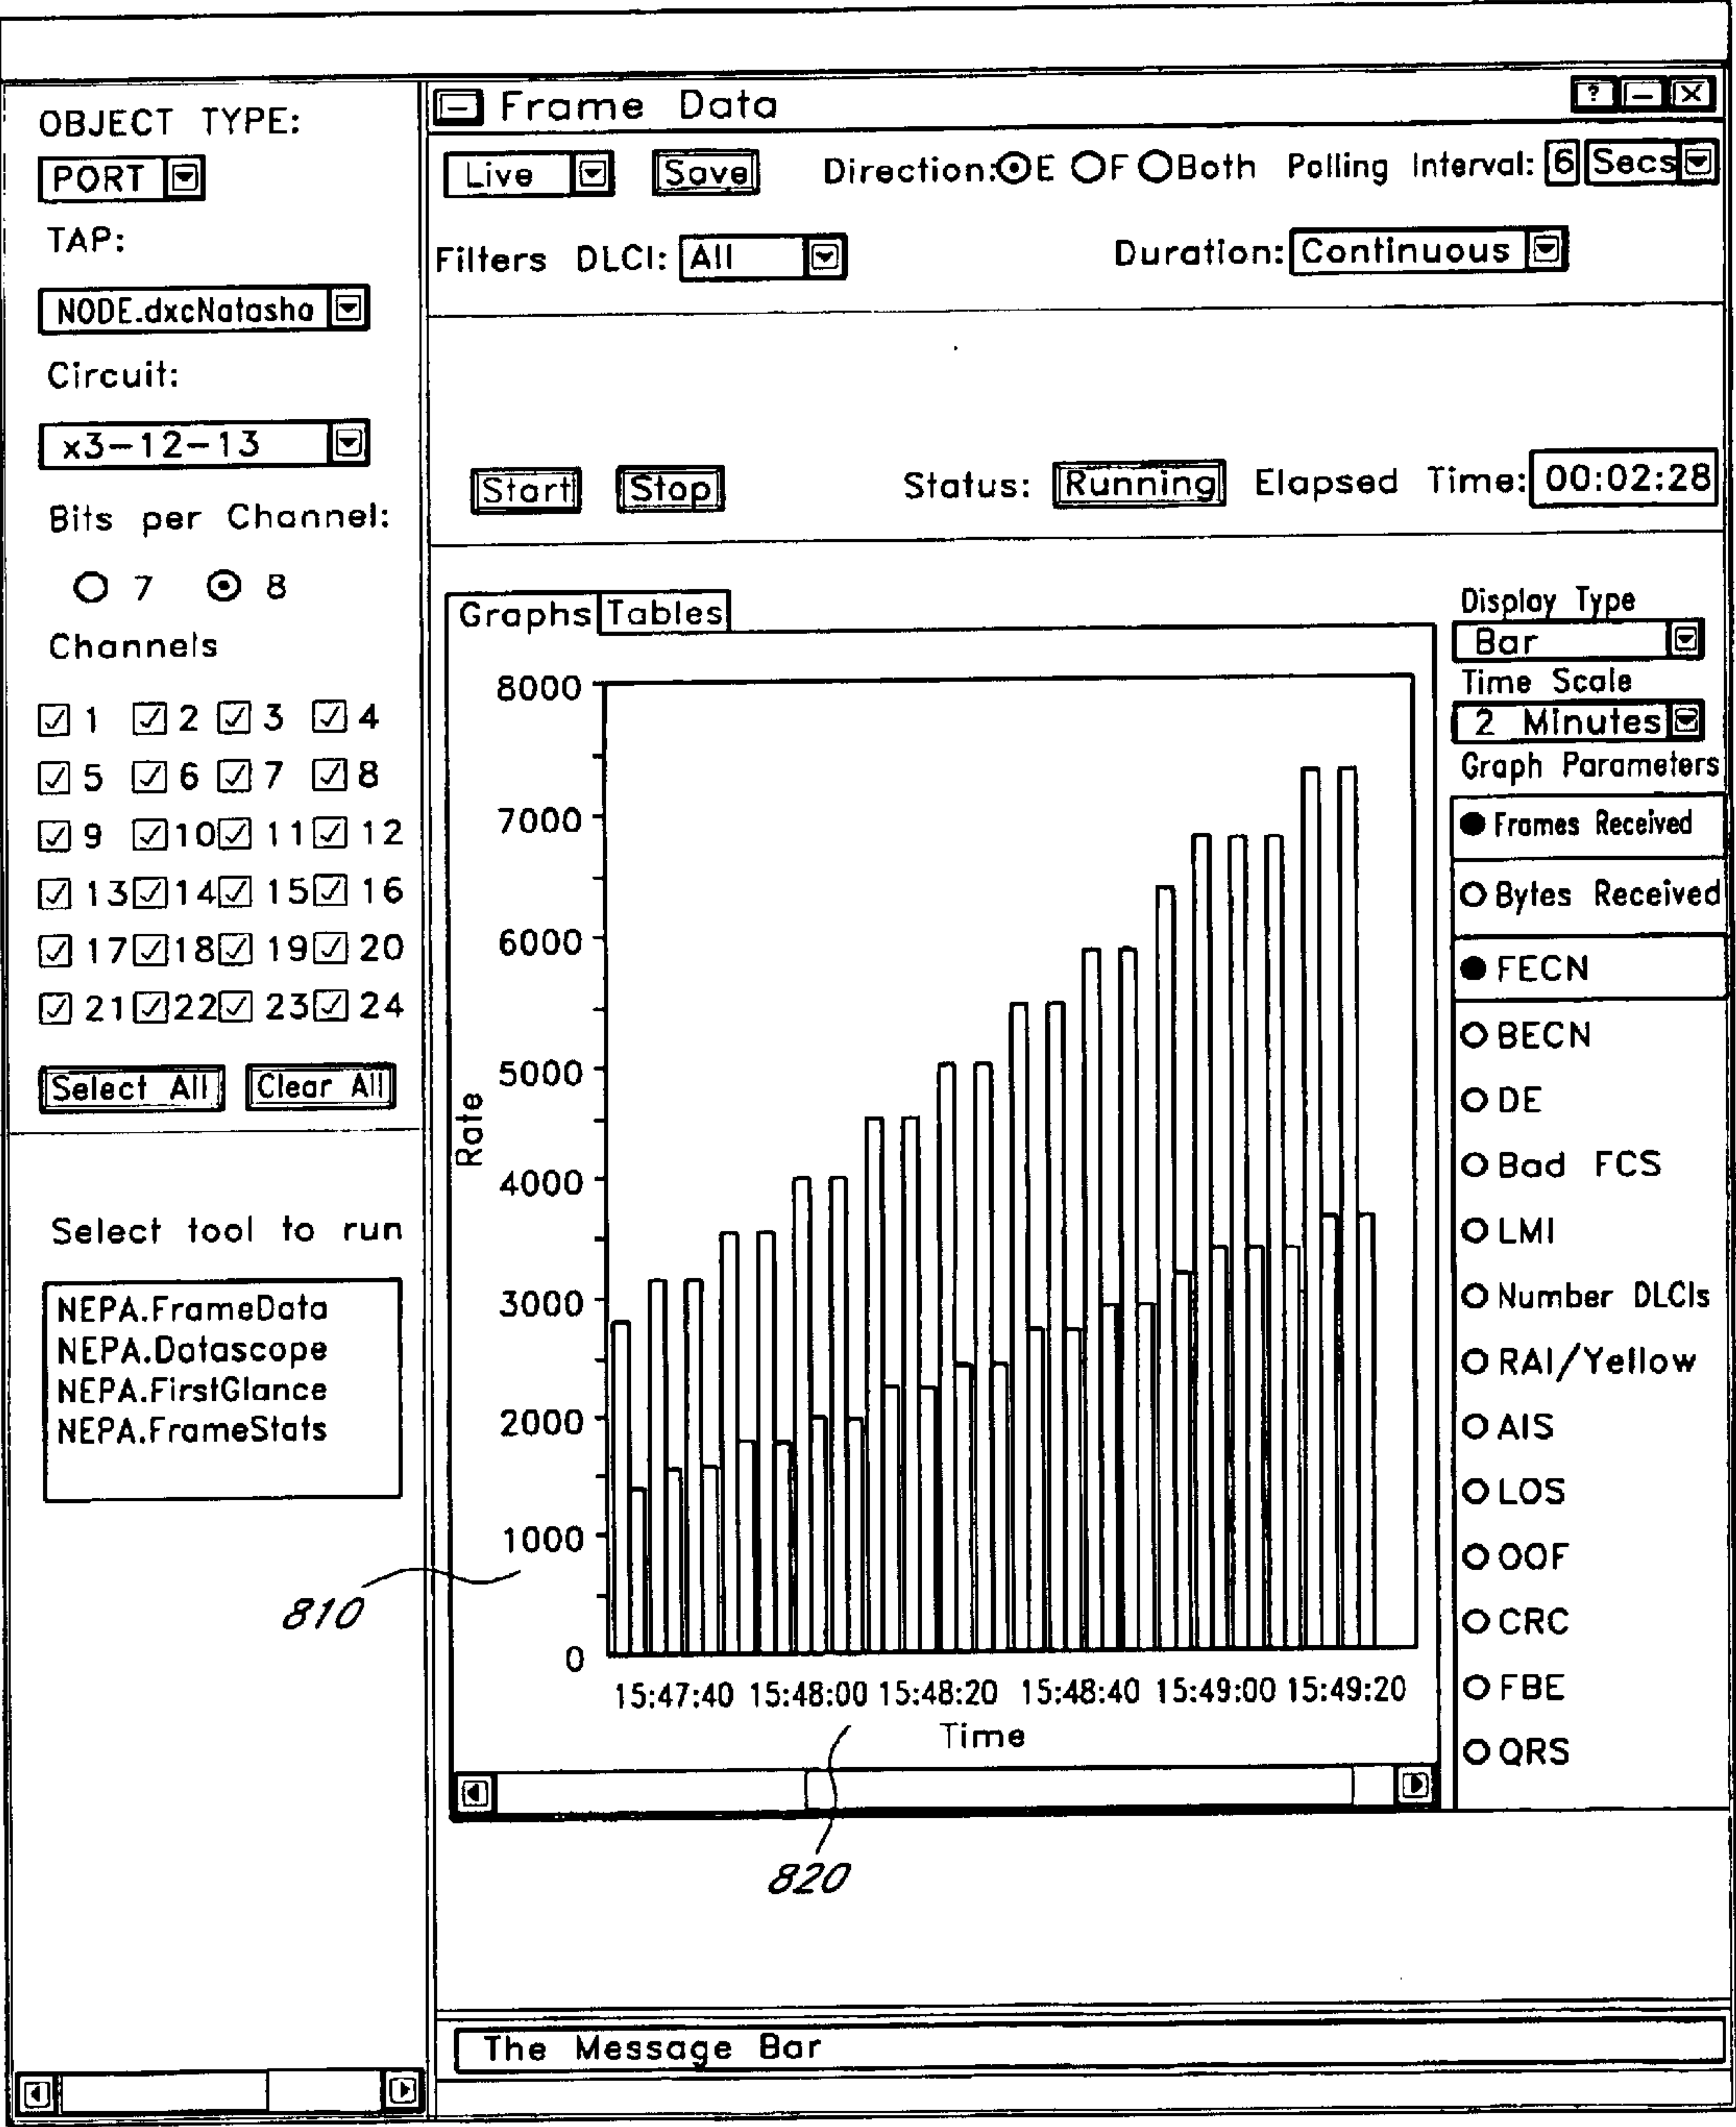 OBJECT TYPE:
PORT
TAP:
NODE.dxcNatasha
Circuit:
x3-12-13
Bits per Channel:
7 8
Channels
1 2 3 4
5 6 7 8
9 10 11 12
13 14 15 16
17 18 19 20
21 22 23 24
Select All Clear All
Select tool to run
NEPA.FrameData
NEPA.Datascope
NEPA.FirstGlance
NEPA.FrameStats
Frame Data ? - X
Live Save Direction: E F Both Polling Interval: 6 Secs
Filters DLCI: All Duration: Continuous
Start Stop Status: Running Elapsed Time: 00:02:28
Graphs Tables
8000
7000
6000
5000
4000
3000
2000
1000
0
Rate
15:47:40 15:48:00 15:48:20 15:48:40 15:49:00 15:49:20
Time
810
820
Display Type
Bar
Time Scale
2 Minutes
Graph Parameters
Frames Received
Bytes Received
FECN
BECN
DE
Bad FCS
LMI
Number DLCIs
RAI/Yellow
AIS
LOS
OOF
CRC
FBE
QRS
The Message Bar